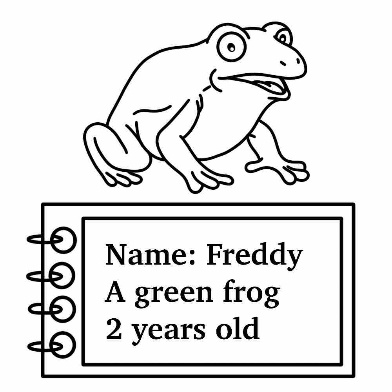 Name: Freddy
A green frog
2 years old